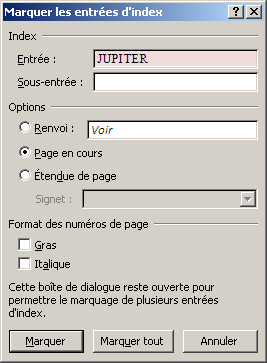 Marquer les entrées d'index
Index
Entrée : JUPITER
Sous-entrée :
Options
Renvoi : Voir
Page en cours
Étendue de page
Signet :
Format des numéros de page
Gras
Italique
Cette boîte de dialogue reste ouverte pour
permettre le marquage de plusieurs entrées
d'index.
Marquer Marquer tout Annuler